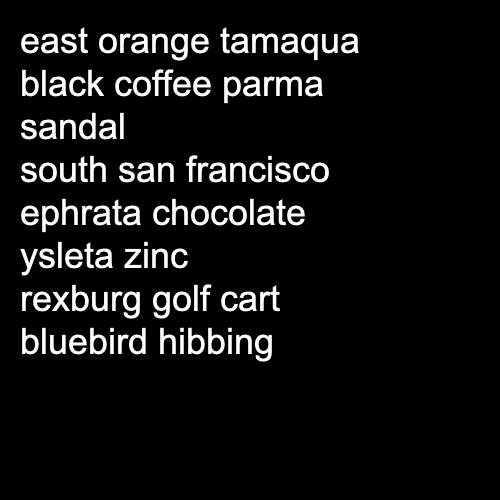 east orange tamaqua
black coffee parma
sandal
south san francisco
ephrata chocolate
ysleta zinc
rexburg golf cart
bluebird hibbing